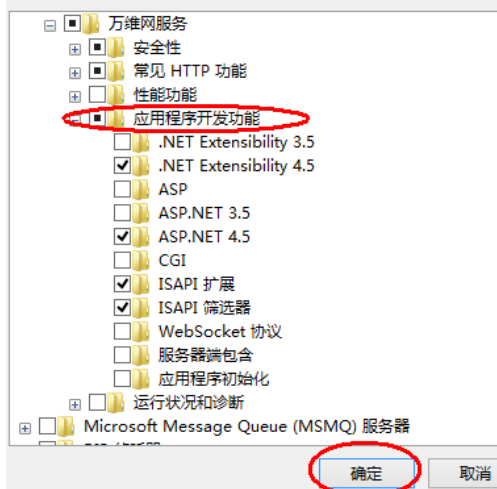 万维网服务
安全性
常见 HTTP 功能
性能功能
应用程序开发功能
.NET Extensibility 3.5
.NET Extensibility 4.5
ASP
ASP.NET 3.5
ASP.NET 4.5
CGI
ISAPI 扩展
ISAPI 筛选器
WebSocket 协议
服务器端包含
应用程序初始化
运行状况和诊断
Microsoft Message Queue (MSMQ) 服务器
确定
取消